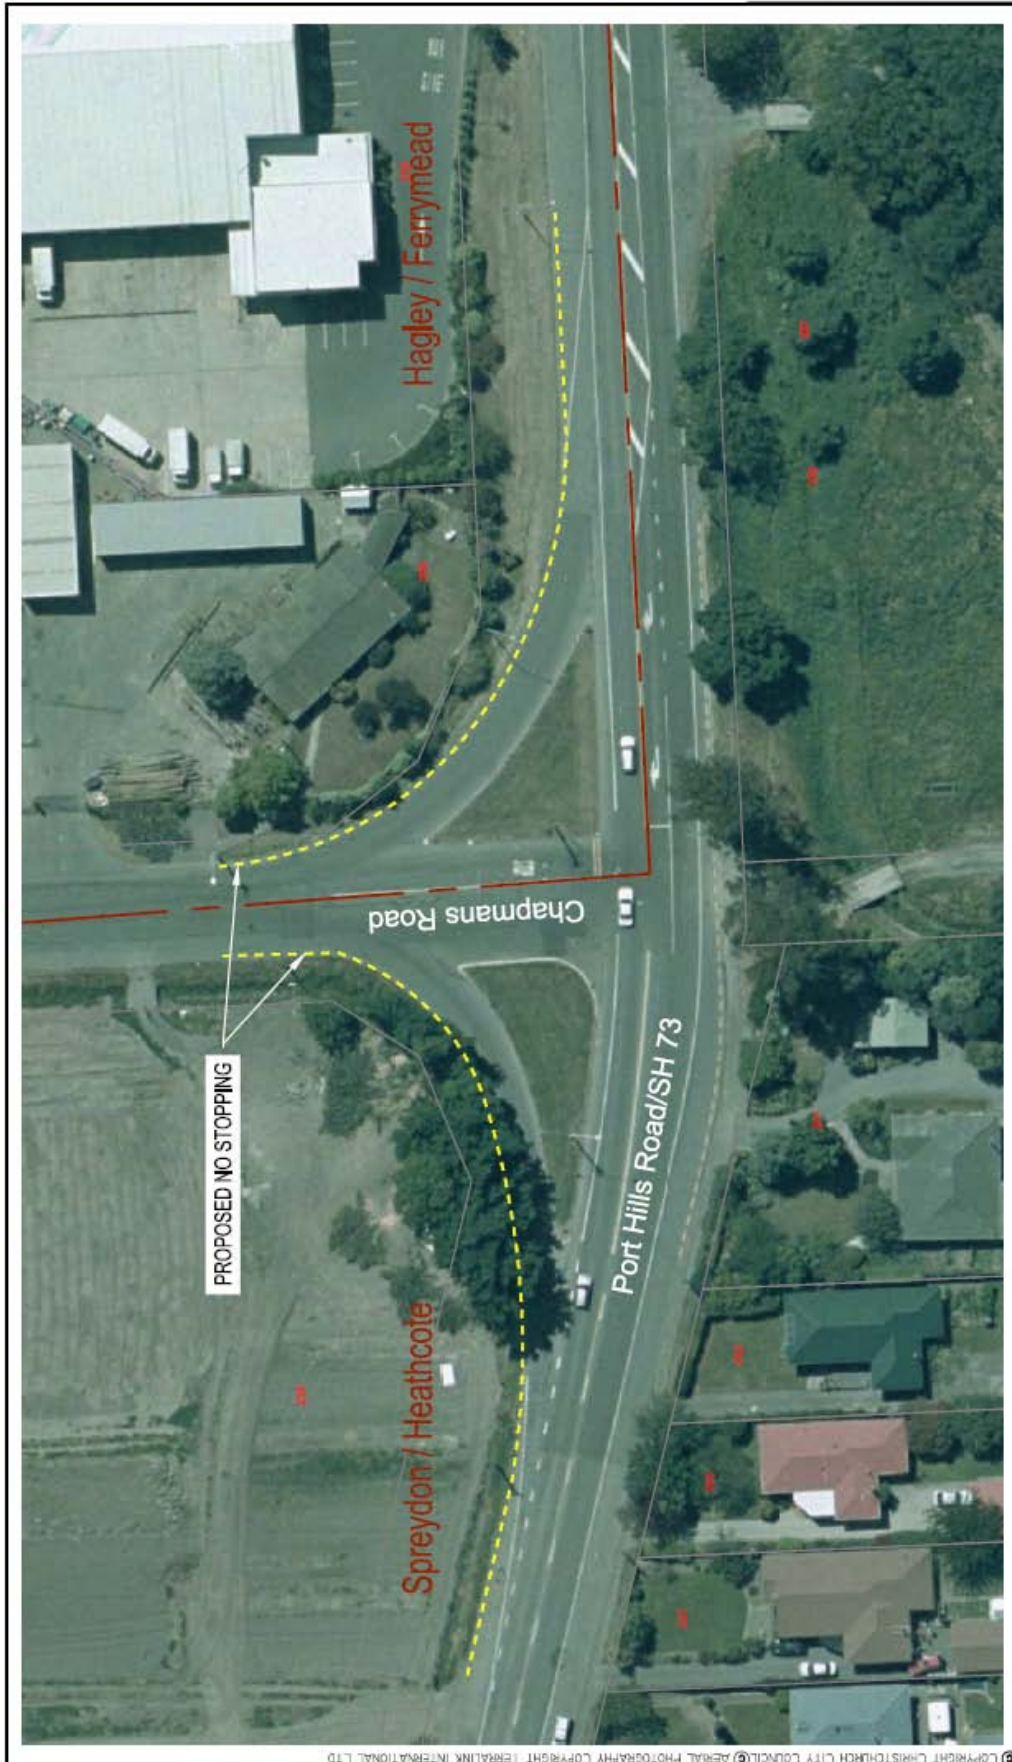 Hagley / Ferrymead
Chapmans Road
PROPOSED NO STOPPING
Port Hills Road/SH 73
Spreydon / Heathcote
© COPYRIGHT CHRISTCHURCH CITY COUNCIL © AERIAL PHOTOGRAPHY COPYRIGHT TERRALINK INTERNATIONAL LTD